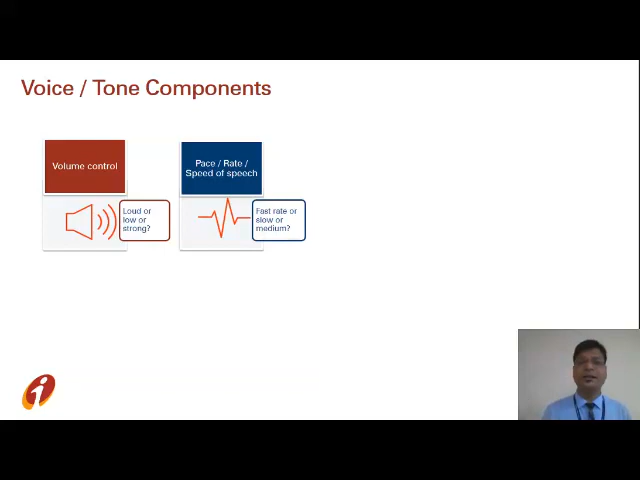 Voice / Tone Components
Volume control
Loud or
low or
strong?
Pace / Rate /
Speed of speech
Fast rate or
slow or
medium?